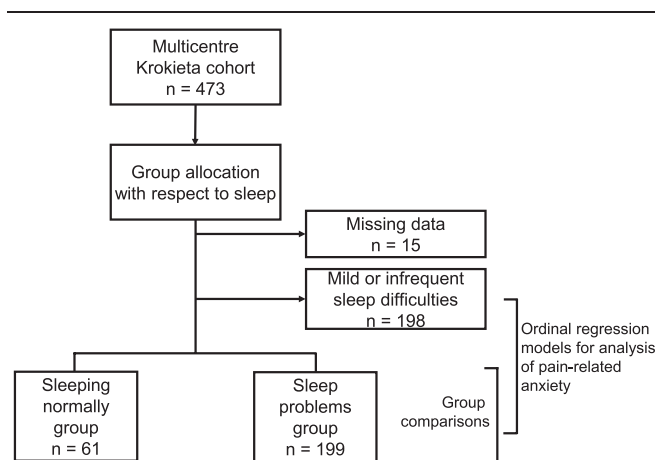 Multicentre
Krokieta cohort
n = 473
Group allocation
with respect to sleep
Missing data
n = 15
Mild or infrequent
sleep difficulties
n = 198
Ordinal regression
models for analysis
of pain-related
anxiety
Sleeping
normally
group
n = 61
Sleep
problems
group
n = 199
Group
comparisons